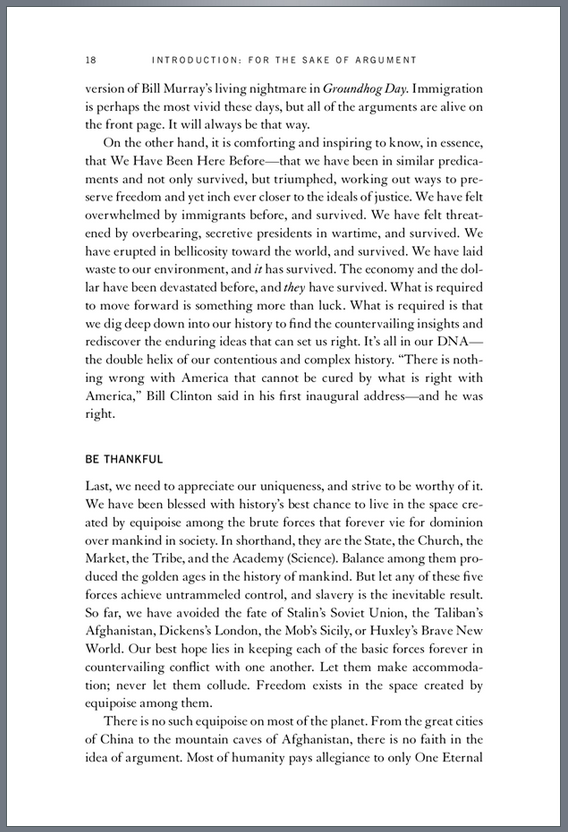 18 INTRODUCTION: FOR THE SAKE OF ARGUMENT
version of Bill Murray’s living nightmare in Groundhog Day. Immigration
is perhaps the most vivid these days, but all of the arguments are alive on
the front page. It will always be that way.
On the other hand, it is comforting and inspiring to know, in essence,
that We Have Been Here Before—that we have been in similar predica-
ments and not only survived, but triumphed, working out ways to pre-
serve freedom and yet inch ever closer to the ideals of justice. We have felt
overwhelmed by immigrants before, and survived. We have felt threat-
ened by overbearing, secretive presidents in wartime, and survived. We
have erupted in bellicosity toward the world, and survived. We have laid
waste to our environment, and it has survived. The economy and the dol-
lar have been devastated before, and they have survived. What is required
to move forward is something more than luck. What is required is that
we dig deep down into our history to find the countervailing insights and
rediscover the enduring ideas that can set us right. It’s all in our DNA—
the double helix of our contentious and complex history. “There is noth-
ing wrong with America that cannot be cured by what is right with
America,” Bill Clinton said in his first inaugural address—and he was
right.
BE THANKFUL
Last, we need to appreciate our uniqueness, and strive to be worthy of it.
We have been blessed with history’s best chance to live in the space cre-
ated by equipoise among the brute forces that forever vie for dominion
over mankind in society. In shorthand, they are the State, the Church, the
Market, the Tribe, and the Academy (Science). Balance among them pro-
duced the golden ages in the history of mankind. But let any of these five
forces achieve untrammeled control, and slavery is the inevitable result.
So far, we have avoided the fate of Stalin’s Soviet Union, the Taliban’s
Afghanistan, Dickens’s London, the Mob’s Sicily, or Huxley’s Brave New
World. Our best hope lies in keeping each of the basic forces forever in
countervailing conflict with one another. Let them make accommoda-
tion; never let them collude. Freedom exists in the space created by
equipoise among them.
There is no such equipoise on most of the planet. From the great cities
of China to the mountain caves of Afghanistan, there is no faith in the
idea of argument. Most of humanity pays allegiance to only One Eternal